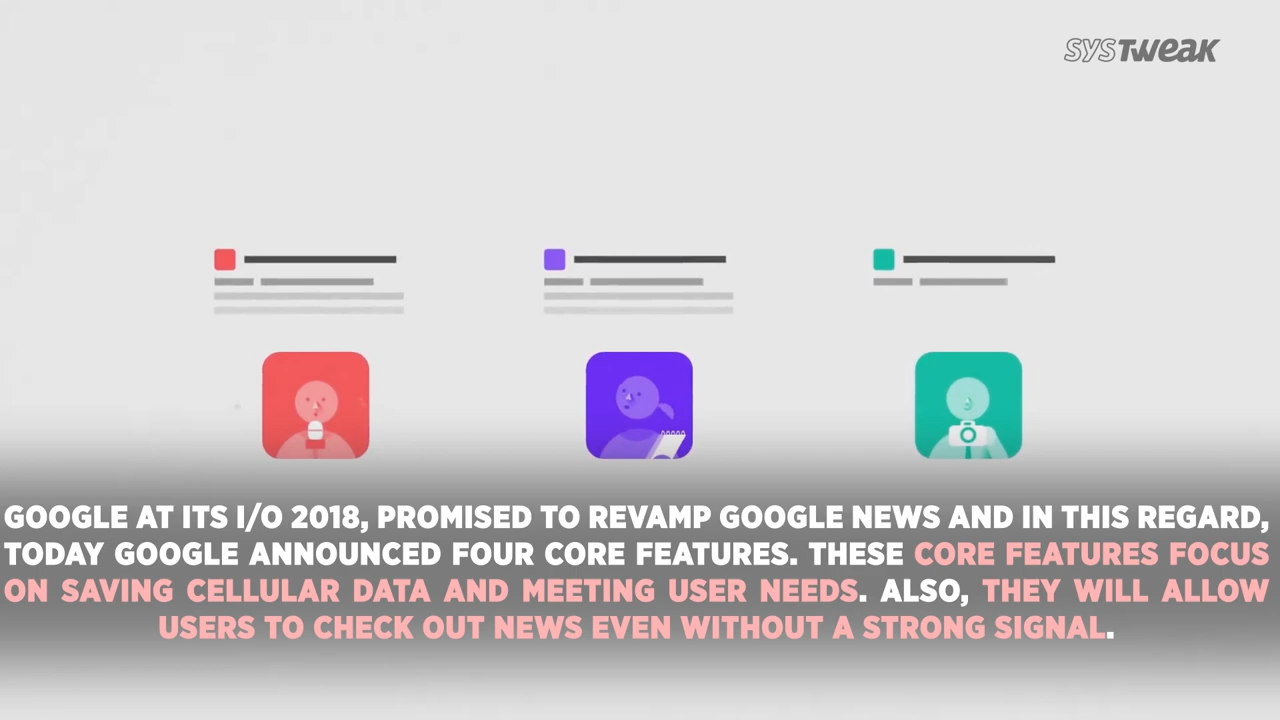 SYSTWEAK
GOOGLE AT ITS I/O 2018, PROMISED TO REVAMP GOOGLE NEWS AND IN THIS REGARD,
TODAY GOOGLE ANNOUNCED FOUR CORE FEATURES. THESE CORE FEATURES FOCUS
ON SAVING CELLULAR DATA AND MEETING USER NEEDS. ALSO, THEY WILL ALLOW
USERS TO CHECK OUT NEWS EVEN WITHOUT A STRONG SIGNAL.